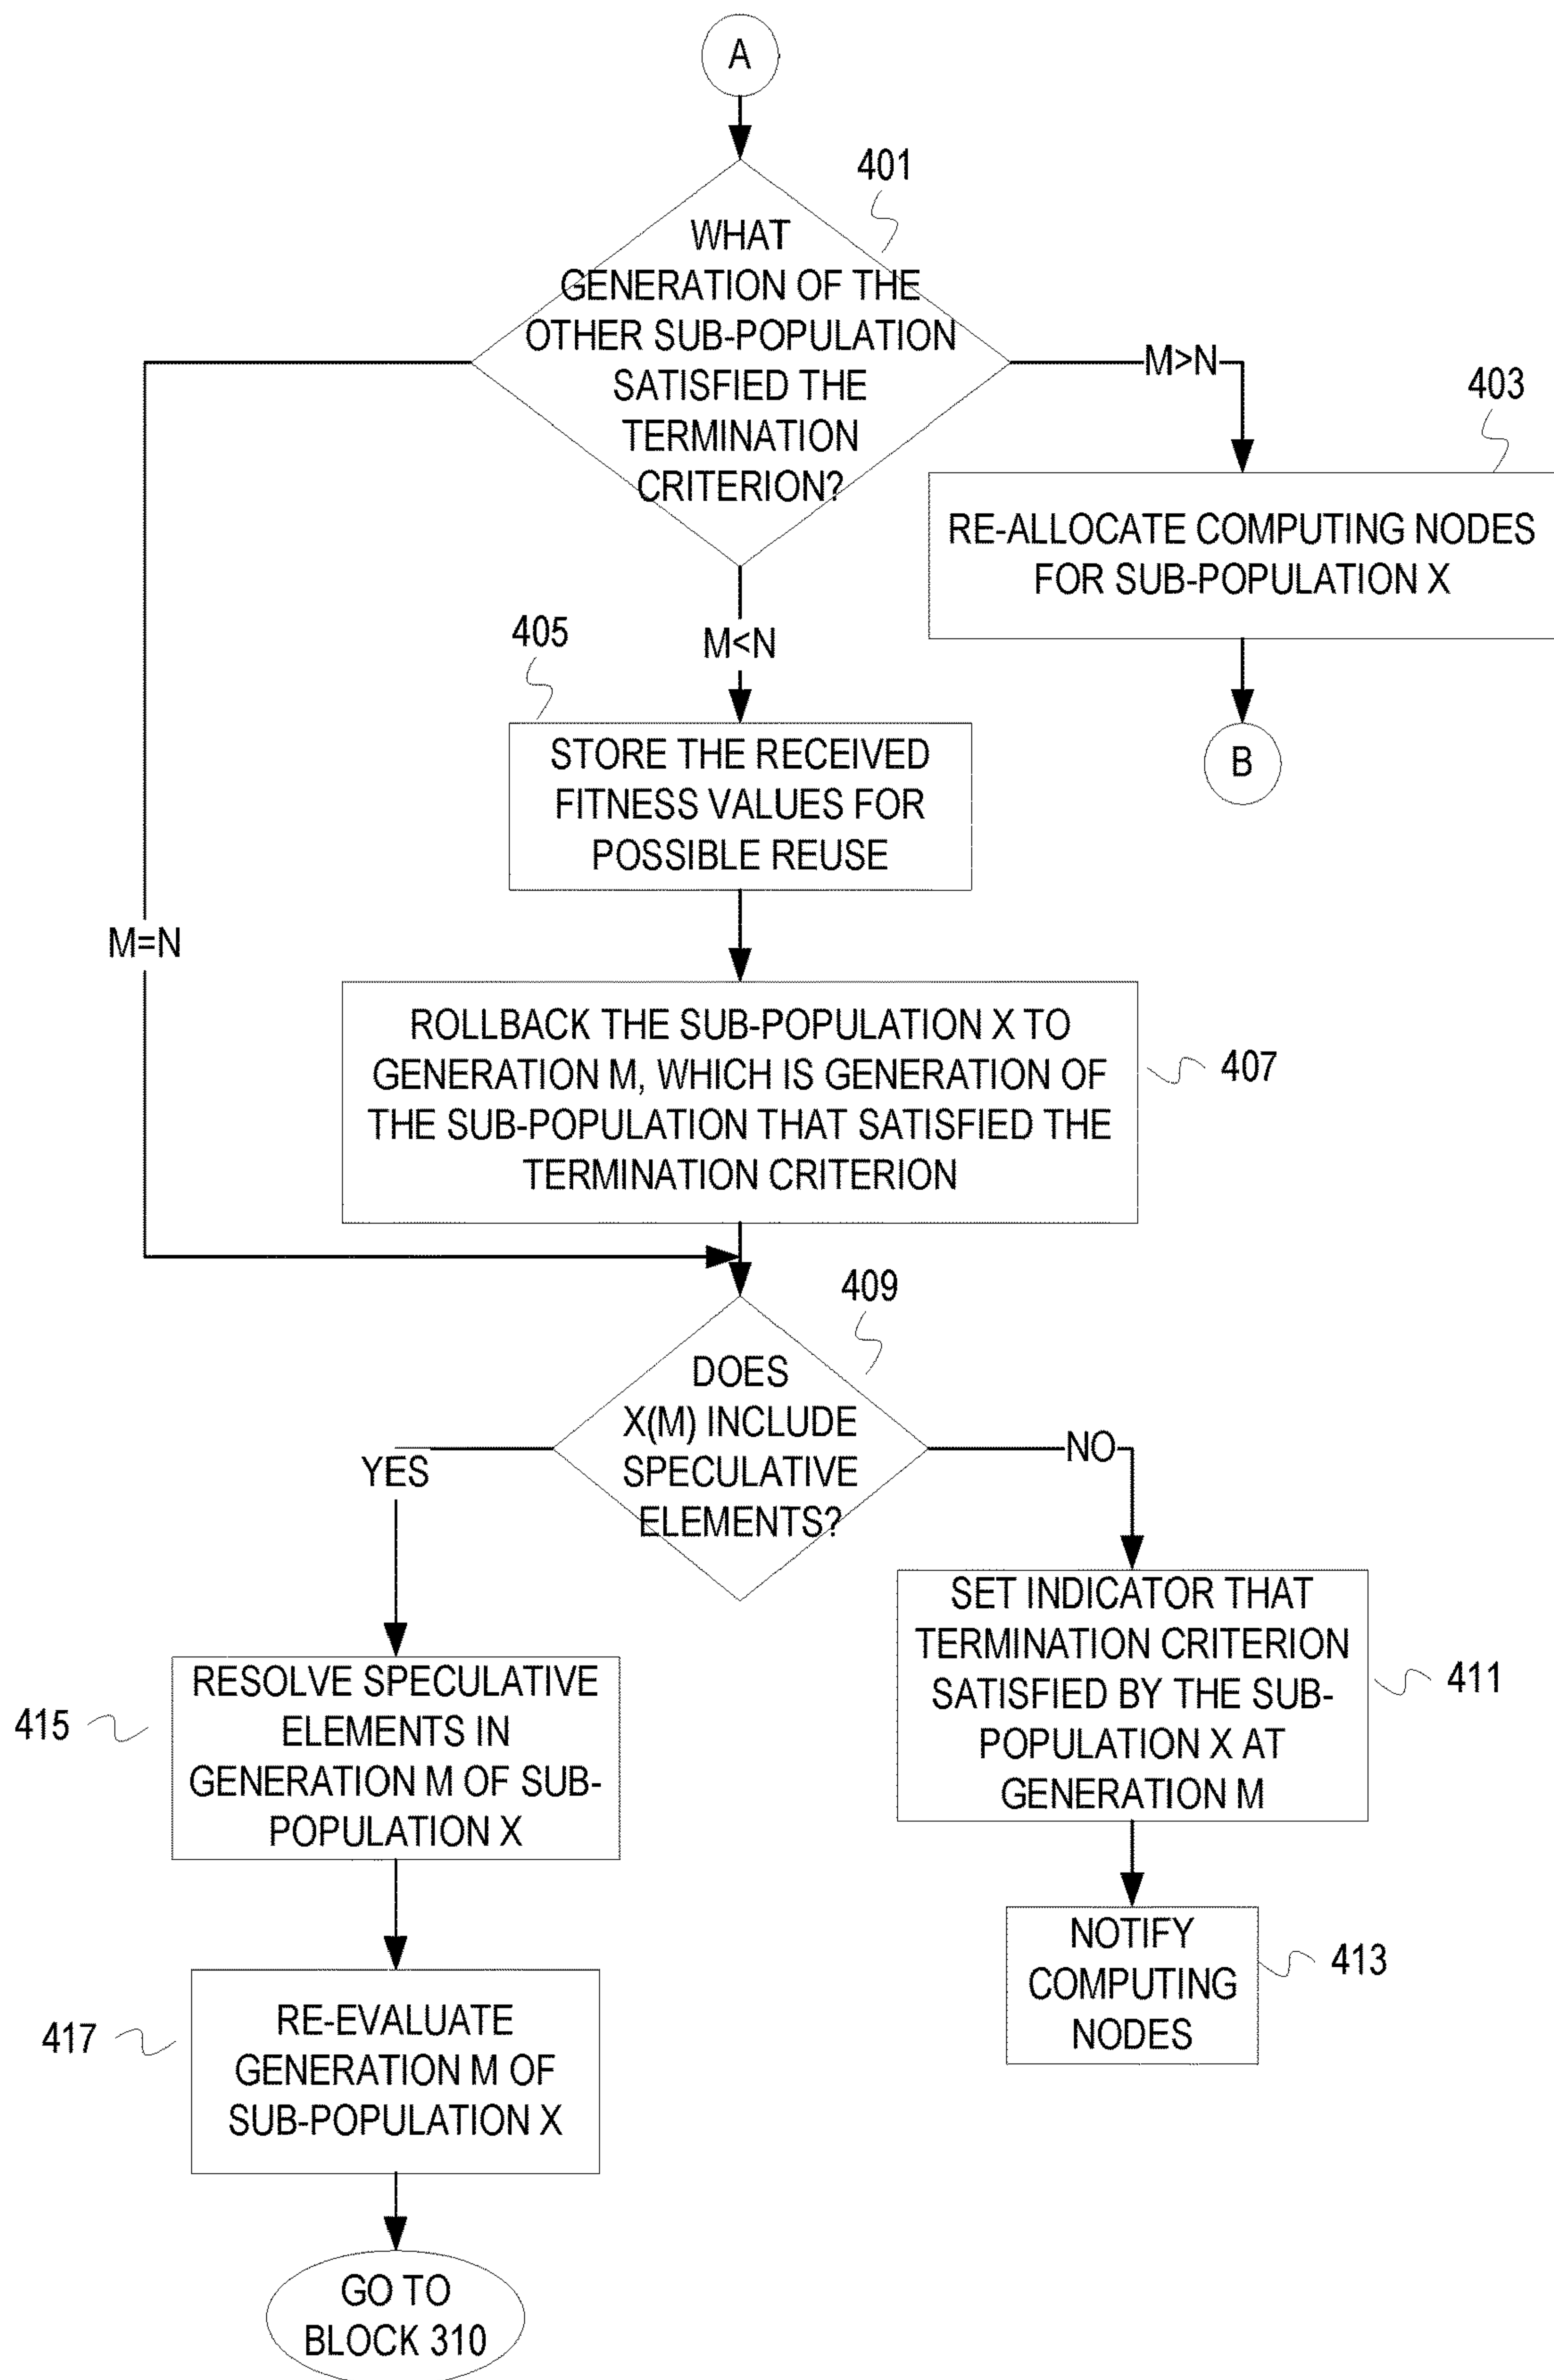 A
401
WHAT
GENERATION OF THE
OTHER SUB-POPULATION
SATISFIED THE
TERMINATION
CRITERION?
M>N
403
RE-ALLOCATE COMPUTING NODES
FOR SUB-POPULATION X
B
M<N
405
STORE THE RECEIVED
FITNESS VALUES FOR
POSSIBLE REUSE
M=N
ROLLBACK THE SUB-POPULATION X TO
GENERATION M, WHICH IS GENERATION OF
THE SUB-POPULATION THAT SATISFIED THE
TERMINATION CRITERION
407
409
DOES
X(M) INCLUDE
SPECULATIVE
ELEMENTS?
YES
NO
SET INDICATOR THAT
TERMINATION CRITERION
SATISFIED BY THE SUB-
POPULATION X AT
GENERATION M
411
415
RESOLVE SPECULATIVE
ELEMENTS IN
GENERATION M OF SUB-
POPULATION X
NOTIFY
COMPUTING
NODES
413
417
RE-EVALUATE
GENERATION M OF
SUB-POPULATION X
GO TO
BLOCK 310